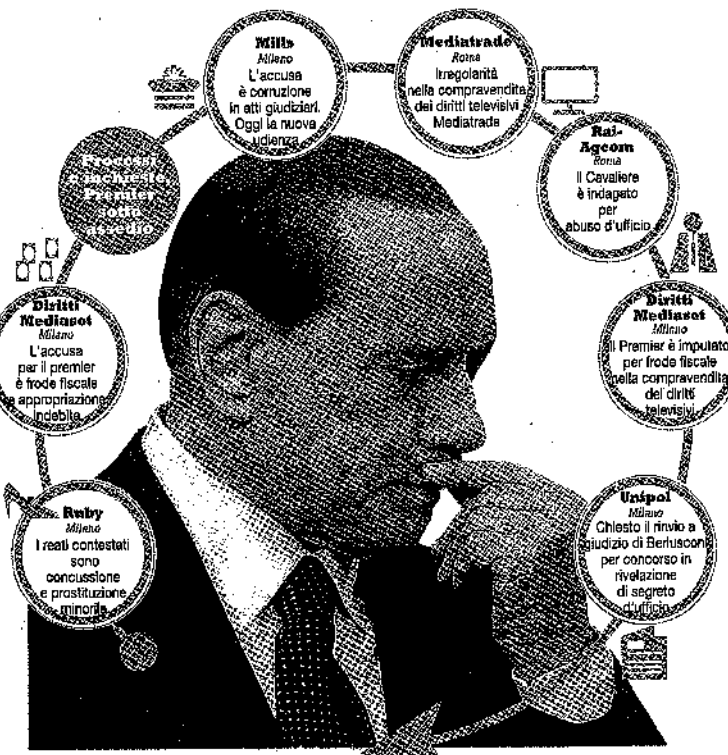 Processi
e inchieste
Premier
sotto
assedio
Mills
Milano
L'accusa
è corruzione
in atti giudiziari.
Oggi la nuova
udienza
Mediatrade
Roma
Irregolarità
nella compravendita
dei diritti televisivi
Mediatrade
Rai-
Agcom
Roma
Il Cavaliere
è indagato
per
abuso d'ufficio
Diritti
Mediaset
Milano
Il Premier è imputato
per frode fiscale
nella compravendita
dei diritti
televisivi
Unipol
Milano
Chiesto il rinvio a
giudizio di Berlusconi
per concorso in
rivelazione
di segreto
d'ufficio
Diritti
Mediaset
Milano
L'accusa
per il premier
è frode fiscale
e appropriazione
indebita
Ruby
Milano
I reati contestati
sono
concussione
e prostituzione
minorile